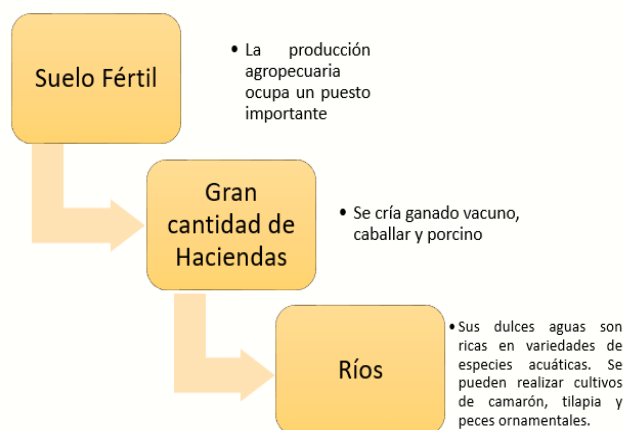 Suelo Fértil
• La producción
agropecuaria
ocupa un puesto
importante
Gran
cantidad de
Haciendas
• Se cría ganado vacuno,
caballar y porcino
Ríos
• Sus dulces aguas son
ricas en variedades de
especies acuáticas. Se
pueden realizar cultivos
de camarón, tilapia y
peces ornamentales.